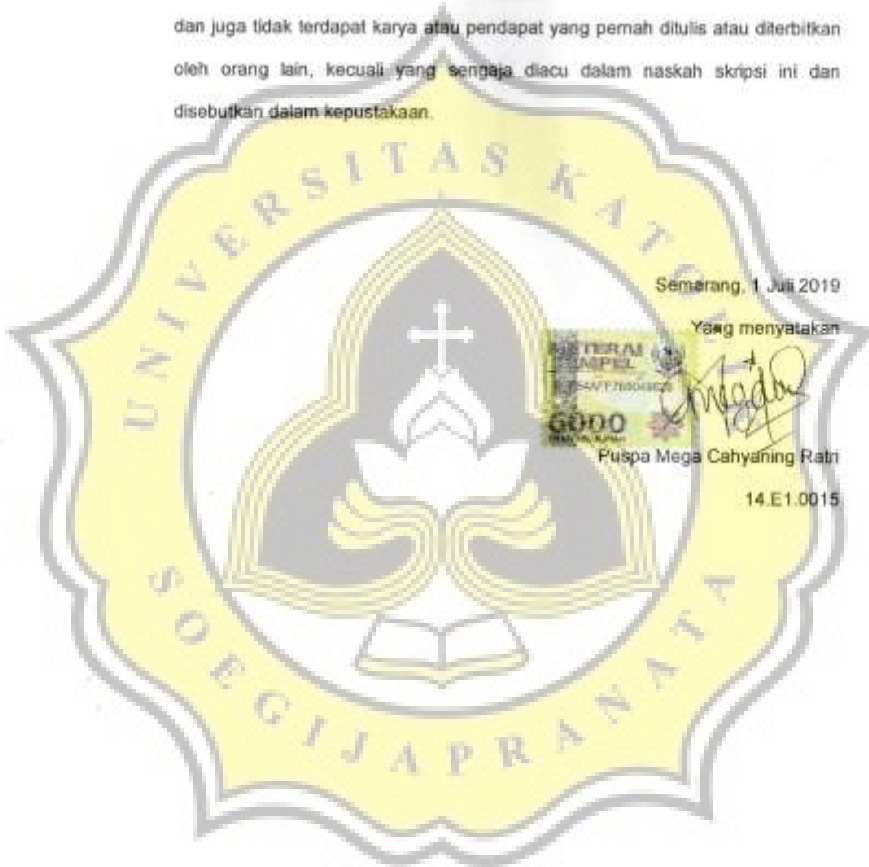 dan juga tidak terdapat karya atau pendapat yang pernah ditulis atau diterbitkan
oleh orang lain, kecuali yang sengaja diacu dalam naskah skripsi ini dan
disebutkan dalam kepustakaan.
UNIVERSITAS KATOLIK
Semarang, 1 Juli 2019
Yang menyatakan
TERAI
MPEL
6000
Puspa Mega Cahyaning Ratri
14.E1.0015
SOEGIJAPRANATA